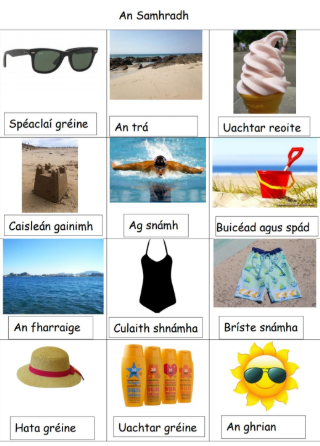 An Samhradh
Spéaclaí gréine
An trá
Uachtar reoite
Caisleán gainimh
Ag snámh
Buicéad agus spád
An fharraige
Culaith shnámha
Bríste snámha
Hata gréine
Uachtar gréine
An ghrian